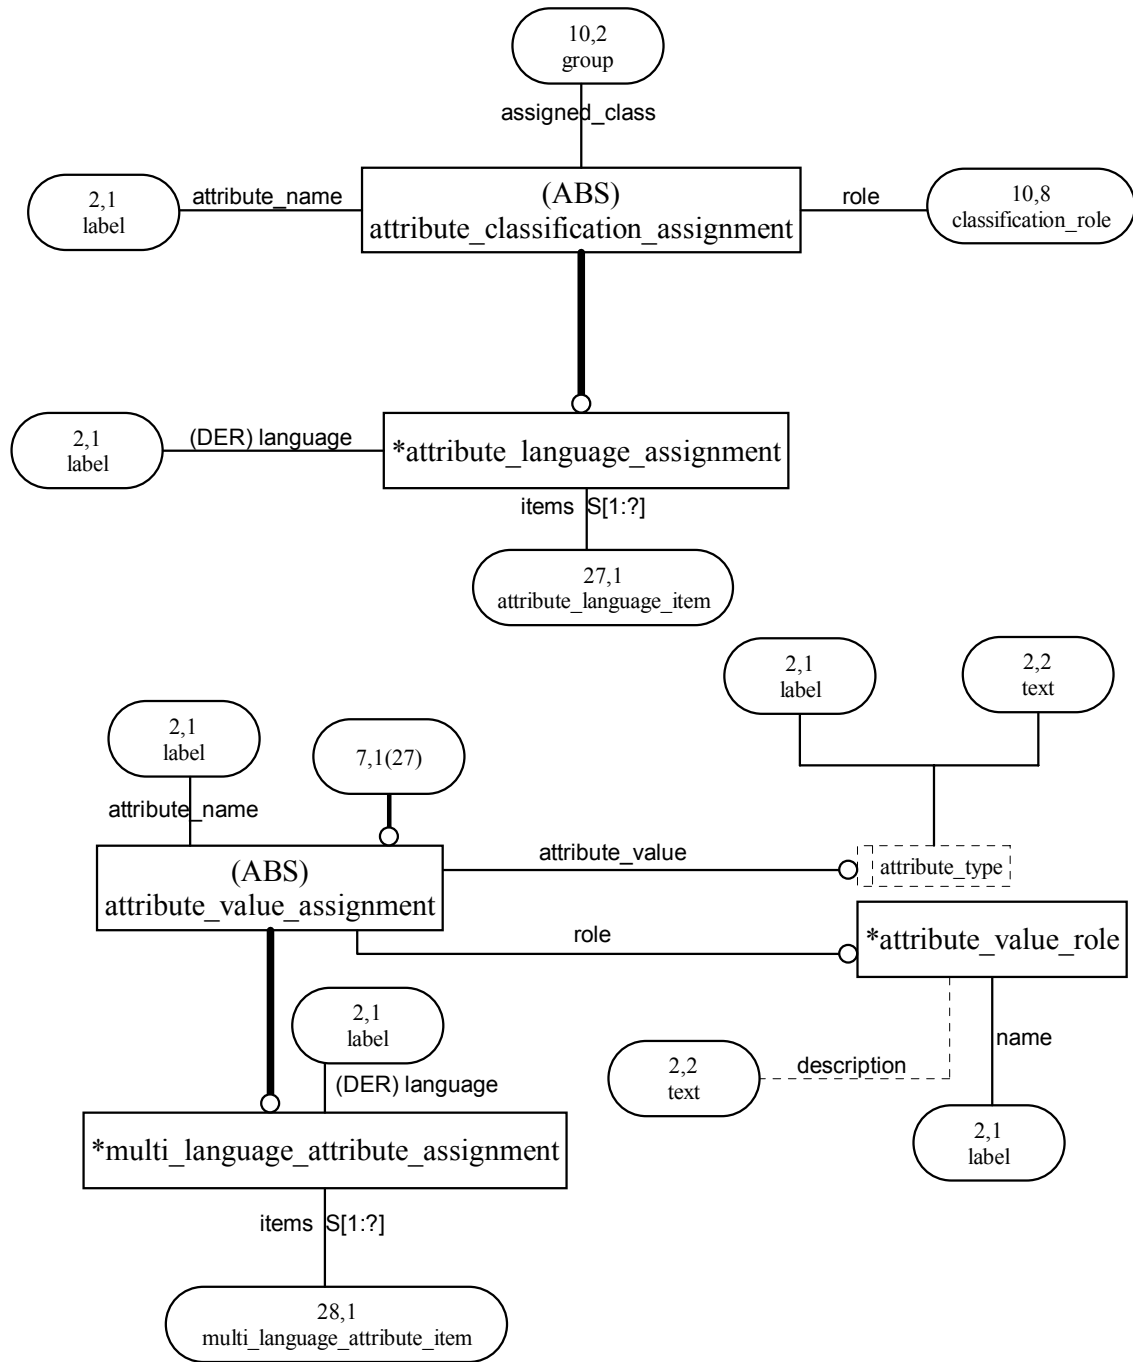 10,2
group
assigned_class
2,1
label
attribute_name
(ABS)
attribute_classification_assignment
role
10,8
classification_role
2,1
label
(DER) language
*attribute_language_assignment
items S[1:?]
27,1
attribute_language_item
2,1
label
2,2
text
2,1
label
7,1(27)
attribute_name
(ABS)
attribute_value_assignment
attribute_value
attribute_type
role
*attribute_value_role
2,1
label
(DER) language
name
description
2,2
text
2,1
label
*multi_language_attribute_assignment
items S[1:?]
28,1
multi_language_attribute_item